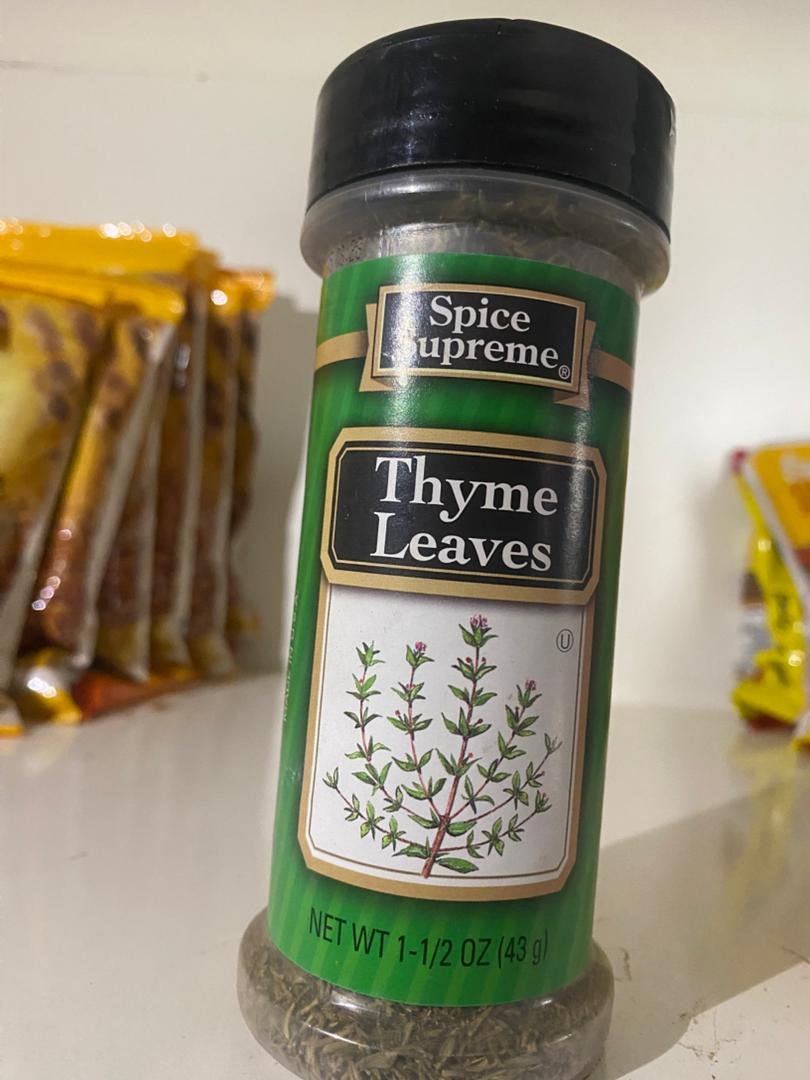 Spice
Supreme®
Thyme
Leaves
U
NET WT 1-1/2 OZ (43 g)